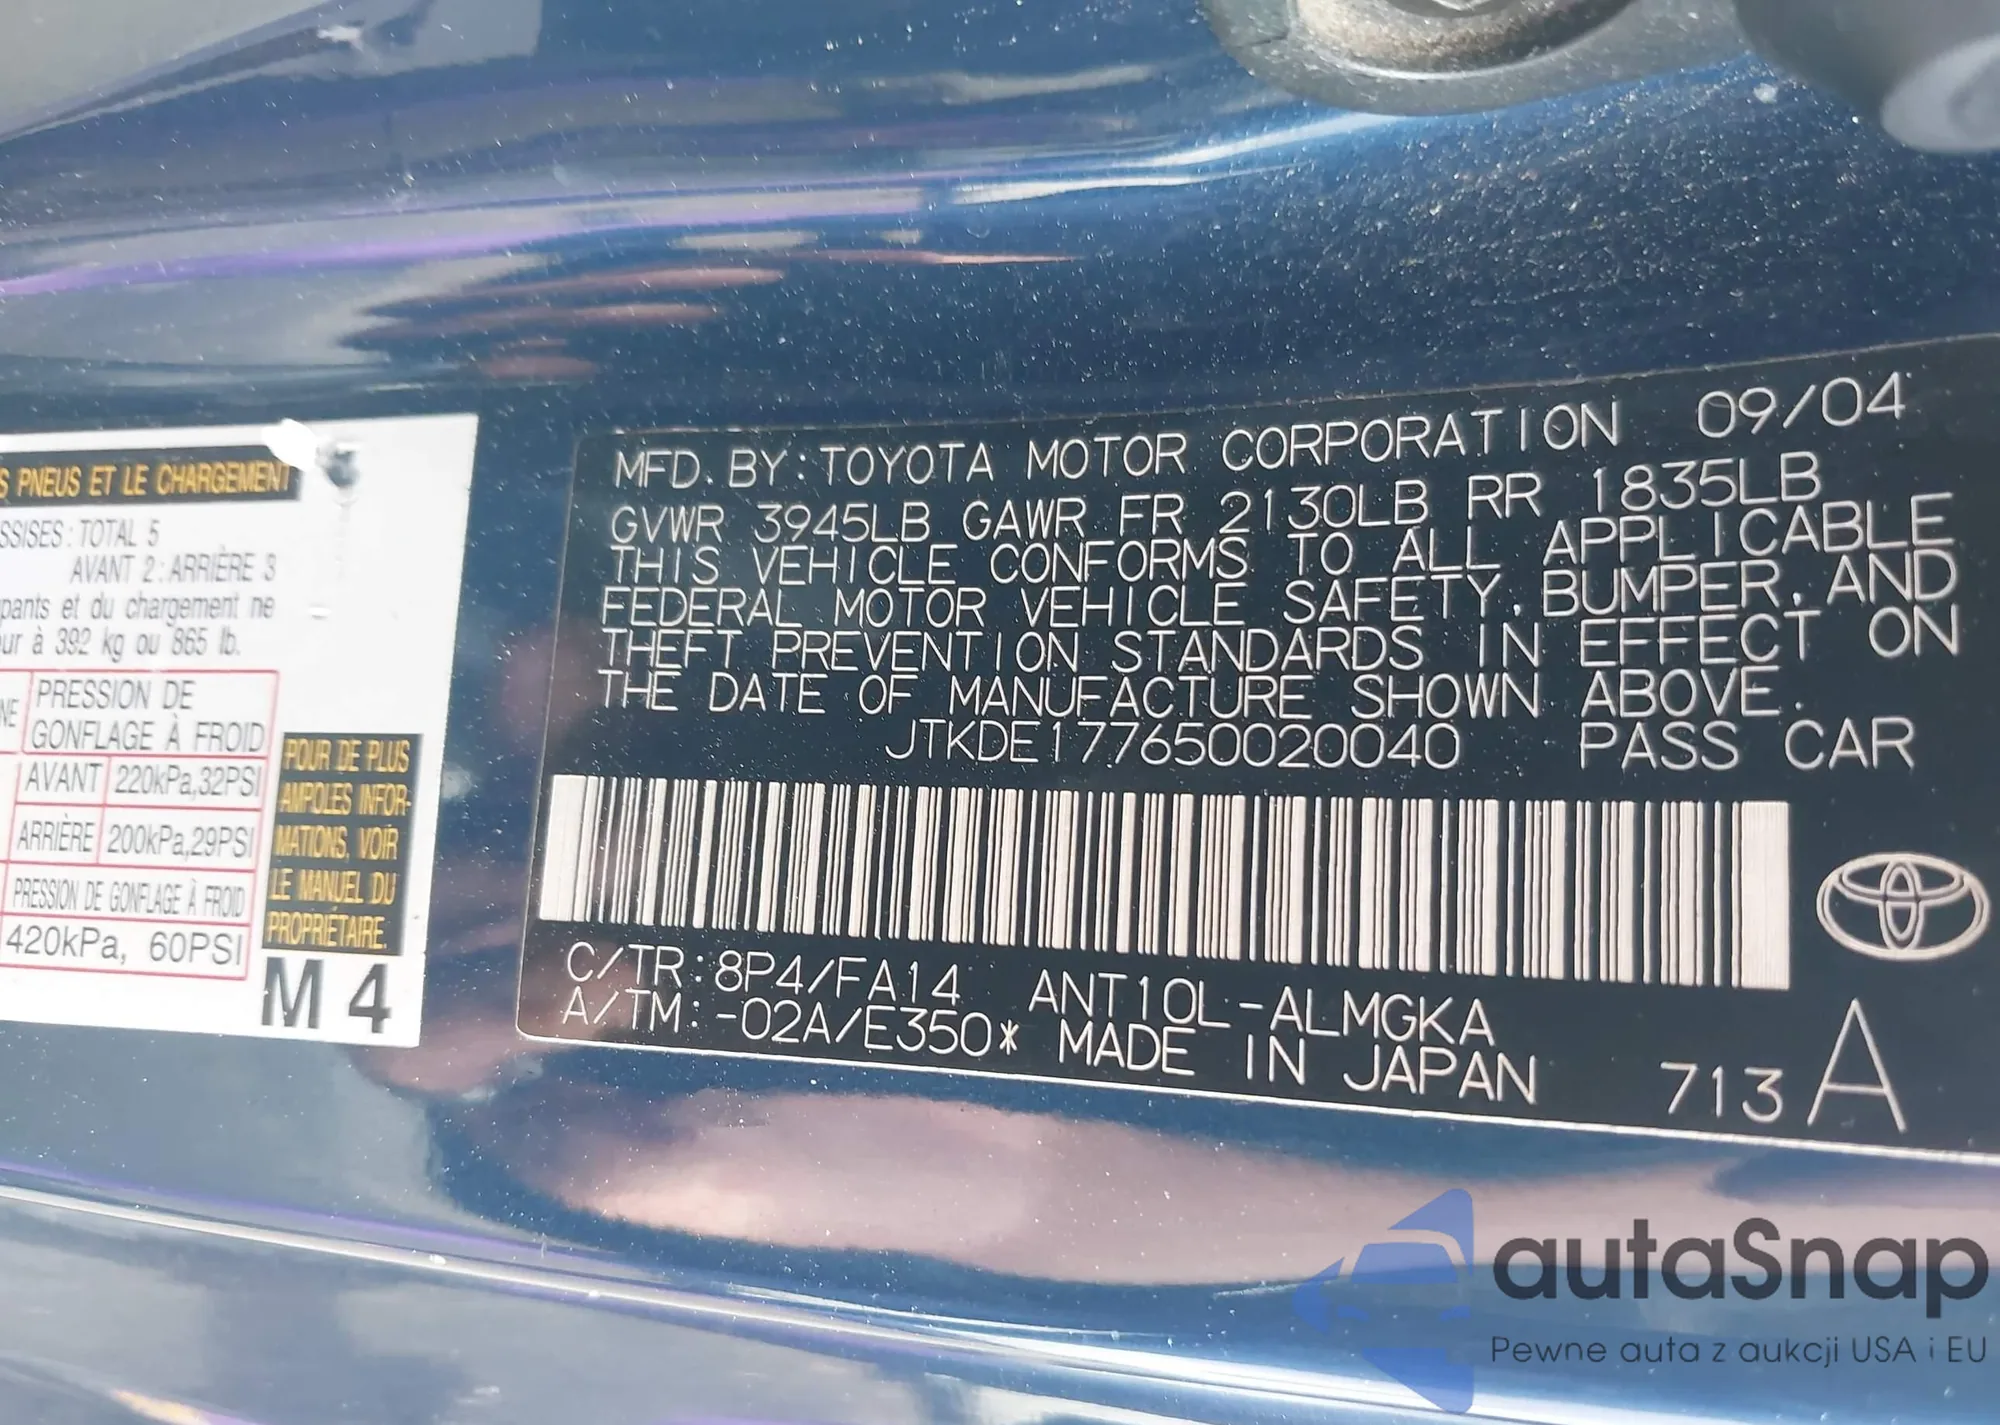 S PNEUS ET LE CHARGEMENT
SSISES : TOTAL 5
AVANT 2 : ARRIÈRE 3
pants et du chargement ne
ur à 392 kg ou 865 lb.
NE
PRESSION DE
GONFLAGE À FROID
AVANT 220kPa,32PSI
ARRIÈRE 200kPa,29PSI
PRESSION DE GONFLAGE À FROID
420kPa, 60PSI
POUR DE PLUS
AMPOLES INFOR-
MATIONS, VOIR
LE MANUEL DU
PROPRIÉTAIRE.
M 4
MFD. BY : TOYOTA MOTOR CORPORATION 09/04
GVWR 3945LB GAWR FR 2130LB RR 1835LB
THIS VEHICLE CONFORMS TO ALL APPLICABLE
FEDERAL MOTOR VEHICLE SAFETY, BUMPER, AND
THEFT PREVENTION STANDARDS IN EFFECT ON
THE DATE OF MANUFACTURE SHOWN ABOVE.
JTKDE177650020040 PASS CAR
C/TR : 8P4/FA14 ANT10L-ALMGKA
A/TM : -02A/E350* MADE IN JAPAN 713 A
autaSnap
Pewne auta z aukcji USA i EU